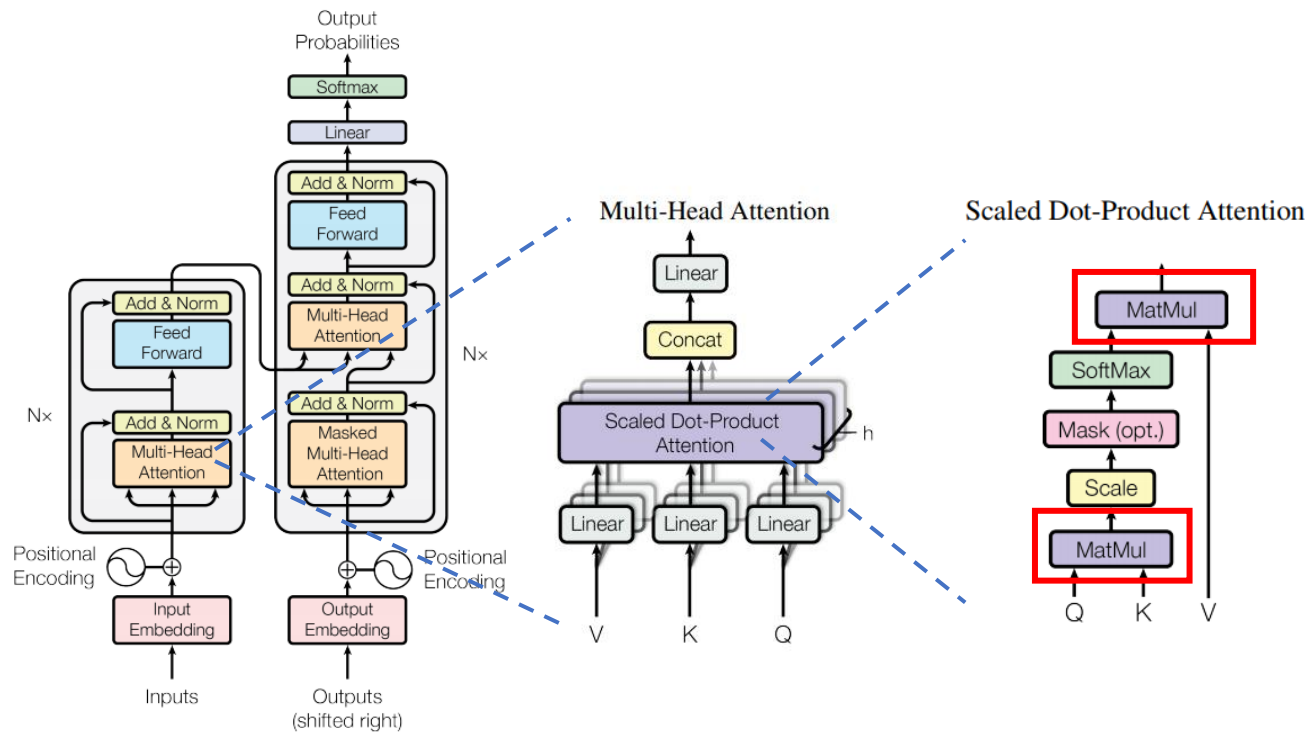 Output
Probabilities
Softmax
Linear
Add & Norm
Feed
Forward
Add & Norm
Multi-Head
Attention
Add & Norm
Masked
Multi-Head
Attention
N×
Add & Norm
Feed
Forward
N×
Add & Norm
Multi-Head
Attention
Positional
Encoding
Positional
Encoding
Input
Embedding
Output
Embedding
Inputs
Outputs
(shifted right)
Multi-Head Attention
Linear
Concat
Scaled Dot-Product
Attention
h
Linear
Linear
Linear
V
K
Q
Scaled Dot-Product Attention
MatMul
SoftMax
Mask (opt.)
Scale
MatMul
Q
K
V